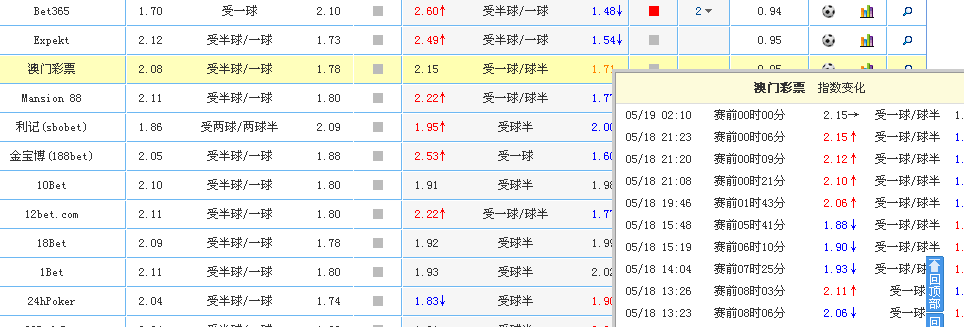 Bet365 1.70 受一球 2.10 2.60↑ 受半球/一球 1.48↓ 2 0.94
Expekt 2.12 受半球/一球 1.73 2.49↑ 受半球/一球 1.54↓ 0.95
澳门彩票 2.08 受半球/一球 1.78 2.15 受一球/球半 1.71 0.95
Mansion 88 2.11 受半球/一球 1.80 2.22↑ 受一球/球半 1.77
利记(sbobet) 1.86 受两球/两球半 2.09 1.95↑ 受球半 2.00
金宝博(188bet) 2.05 受半球/一球 1.88 2.53↑ 受一球 1.60
10Bet 2.10 受半球/一球 1.80 1.91 受球半 1.98
12bet.com 2.11 受半球/一球 1.80 2.22↑ 受一球/球半 1.77
18Bet 2.09 受半球/一球 1.78 1.92 受球半 1.99
1Bet 2.11 受半球/一球 1.80 1.93 受球半 2.02
24hPoker 2.04 受半球/一球 1.74 1.83↓ 受球半 1.90
澳门彩票 指数变化
05/19 02:10 赛前00时00分 2.15→ 受一球/球半 1.
05/18 21:23 赛前00时06分 2.15↑ 受一球/球半 1.
05/18 21:20 赛前00时09分 2.12↑ 受一球/球半 1.
05/18 21:08 赛前00时21分 2.10↑ 受一球/球半 1.
05/18 19:46 赛前01时43分 2.06↑ 受一球/球半 1.
05/18 15:48 赛前05时41分 1.88↓ 受一球/球半 1.
05/18 15:19 赛前06时10分 1.90↓ 受一球/球半 1.
05/18 14:04 赛前07时25分 1.93↓ 受一球/球 1.
05/18 13:26 赛前08时03分 2.11↑ 受一球 1.
05/18 13:23 赛前08时06分 2.06↓ 受一球 1.
回顶部
回